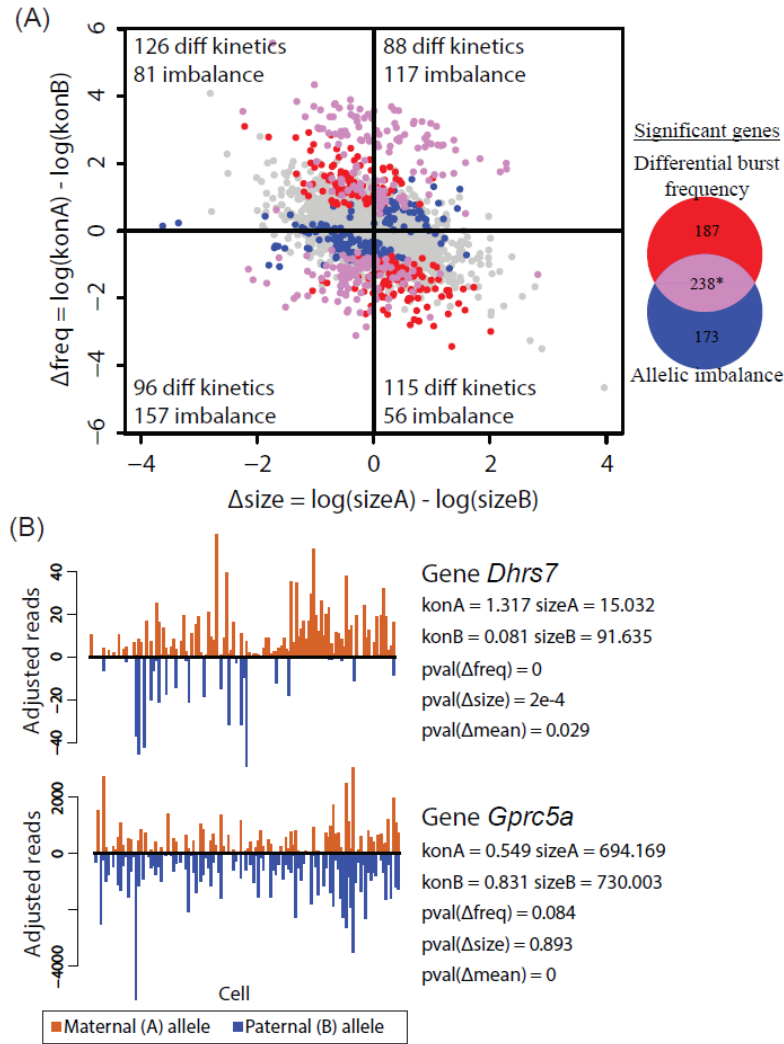 (A)
126 diff kinetics
81 imbalance
88 diff kinetics
117 imbalance
96 diff kinetics
157 imbalance
115 diff kinetics
56 imbalance
6
4
2
0
−2
−4
−6
Δfreq = log(konA) - log(konB)
−4
−2
0
2
4
Δsize = log(sizeA) - log(sizeB)
Significant genes
Differential burst
frequency
187
238*
173
Allelic imbalance
(B)
Adjusted reads
40
20
0
-20
-40
Gene Dhrs7
konA = 1.317 sizeA = 15.032
konB = 0.081 sizeB = 91.635
pval(Δfreq) = 0
pval(Δsize) = 2e-4
pval(Δmean) = 0.029
Adjusted reads
2000
0
-4000
Gene Gprc5a
konA = 0.549 sizeA = 694.169
konB = 0.831 sizeB = 730.003
pval(Δfreq) = 0.084
pval(Δsize) = 0.893
pval(Δmean) = 0
Cell
Maternal (A) allele
Paternal (B) allele